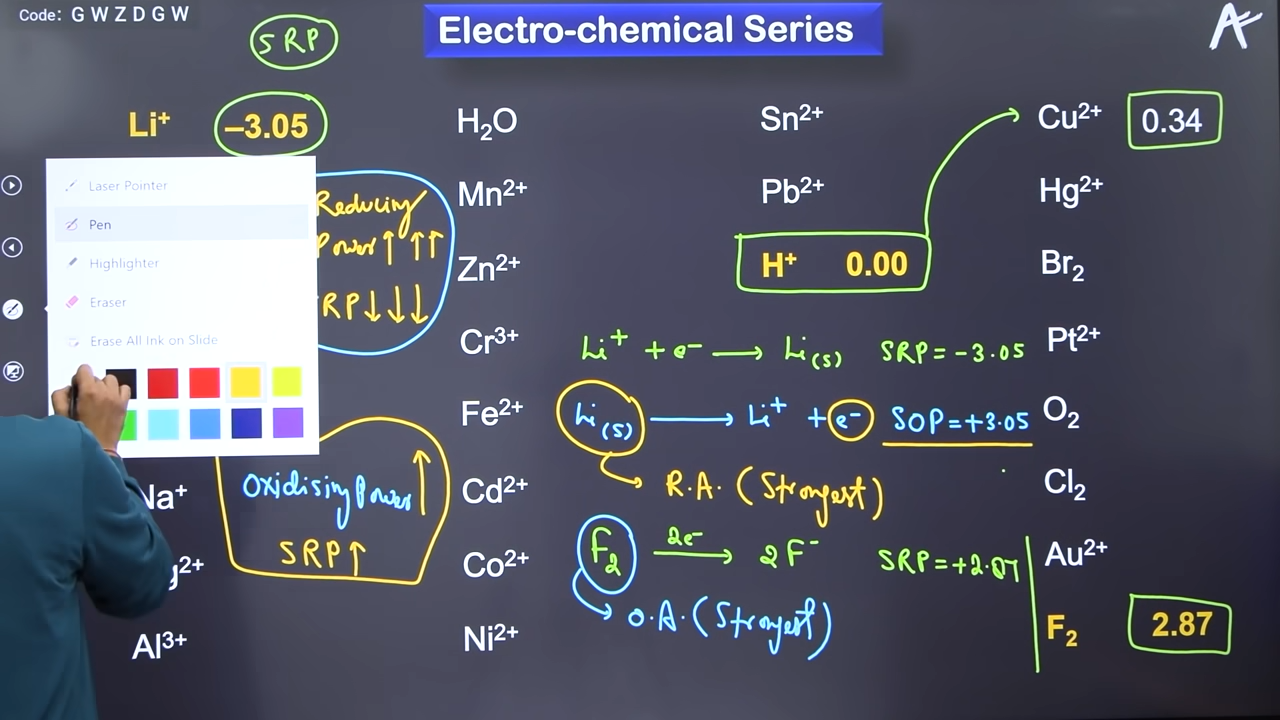 Code: G W Z D G W
SRP
Electro-chemical Series
Li⁺ –3.05
Laser Pointer
Pen
Highlighter
Eraser
Erase All Ink on Slide
Reducing
Power↑ ↑↑
RP↓↓↓
Oxidising Power ↑
SRP↑
Na⁺
g²⁺
Al³⁺
H₂O
Mn²⁺
Zn²⁺
Cr³⁺
Fe²⁺
Cd²⁺
Co²⁺
Ni²⁺
Sn²⁺
Pb²⁺
H⁺ 0.00
Li⁺ + e⁻ → Li(s) SRP = -3.05
Li(s) → Li⁺ + e⁻ SOP = +3.05
R.A. (Strongest)
F₂ 2e⁻→ 2F⁻ SRP = +2.87
O.A. (Strongest)
Cu²⁺ 0.34
Hg²⁺
Br₂
Pt²⁺
O₂
Cl₂
Au²⁺
F₂ 2.87